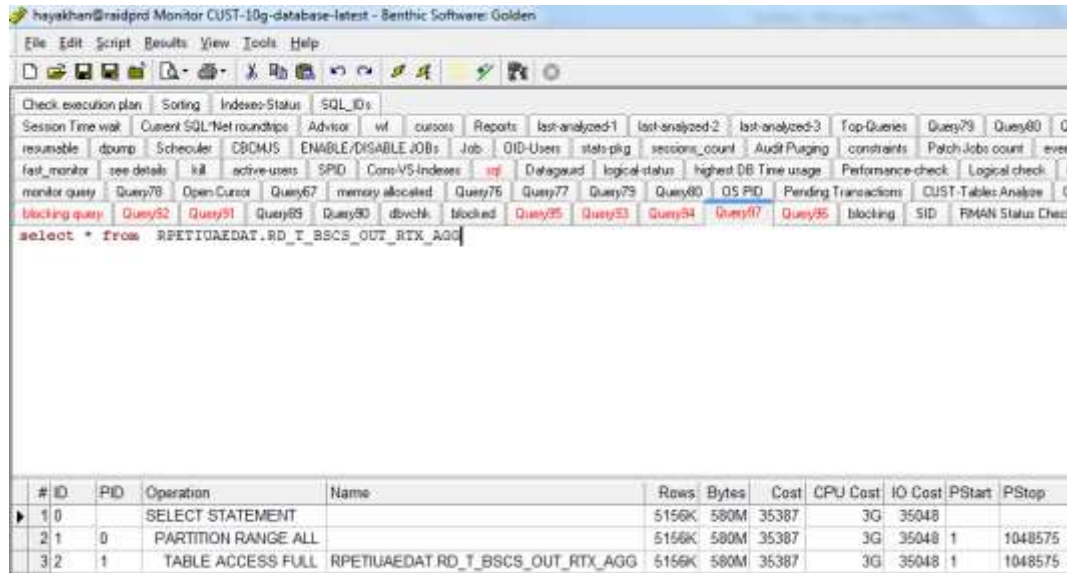 hayakhan@raidprd Monitor CUST-10g-database-latest - Benthic Software: Golden
File Edit Script Results View Tools Help
Check execution plan Sorting Indexes-Status SQL_IDs
Session Time wait Current SQL*Net roundtrips Advisor wf cursors Reports last-analyzed-1 last-analyzed-2 last-analyzed-3 Top-Queries Query79 Query80
resumable dpump Scheculer CBCMJS ENABLE/DISABLE JOBs Job OID-Users stats-pkg sessions_count Audit Purging constraints Patch Jobs count
fast_monitor see details kill active-users SPID Cons-VS-Indexes sql Dataguard logical-status highest DB Time usage Performance-check Logical check
monitor query Query78 Open Cursor Query67 memory allocated Query76 Query77 Query79 Query80 OS PID Pending Transactions CUST-Tables Analyze
blocking query Query92 Query91 Query89 Query90 dbvchk blocked Query95 Query93 Query94 Query97 Query96 blocking SID RMAN Status Chec
select * from RPETIUAEDAT.RD_T_BSCS_OUT_RTX_AGG
# ID PID Operation Name Rows Bytes Cost CPU Cost IO Cost PStart PStop
1 0 SELECT STATEMENT 5156K 580M 35387 3G 35048
2 1 0 PARTITION RANGE ALL 5156K 580M 35387 3G 35048 1 1048575
3 2 1 TABLE ACCESS FULL RPETIUAEDAT.RD_T_BSCS_OUT_RTX_AGG 5156K 580M 35387 3G 35048 1 1048575